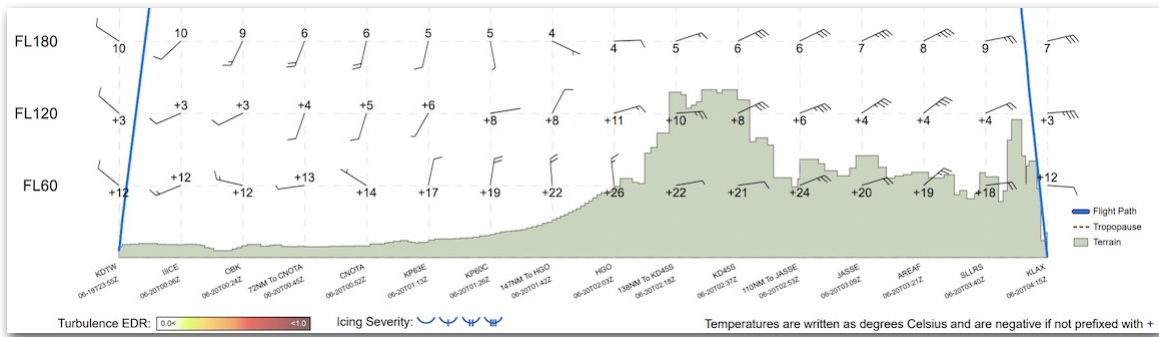 FL180
10 10 9 6 6 5 5 4 4 5 6 6 7 8 9 7
FL120
+3 +3 +3 +4 +5 +6 +8 +8 +11 +10 +8 +6 +4 +4 +4 +3
FL60
+12 +12 +12 +13 +14 +17 +19 +22 +26 +22 +21 +24 +20 +19 +18 +12
Flight Path
Tropopause
Terrain
KDTW
06-19T23:55Z
IIICE
06-20T00:06Z
OBK
06-20T00:24Z
72NM To CNOTA
06-20T00:45Z
CNOTA
06-20T00:52Z
KP63E
06-20T01:13Z
KP60C
06-20T01:26Z
147NM To HGO
06-20T01:42Z
HGO
06-20T02:03Z
138NM To KD45S
06-20T02:18Z
KD45S
06-20T02:37Z
110NM To JASSE
06-20T02:53Z
JASSE
06-20T03:09Z
AREAF
06-20T03:21Z
SLLRS
06-20T03:40Z
KLAX
06-20T04:15Z
Turbulence EDR: 0.0< <1.0 Icing Severity: Temperatures are written as degrees Celsius and are negative if not prefixed with +